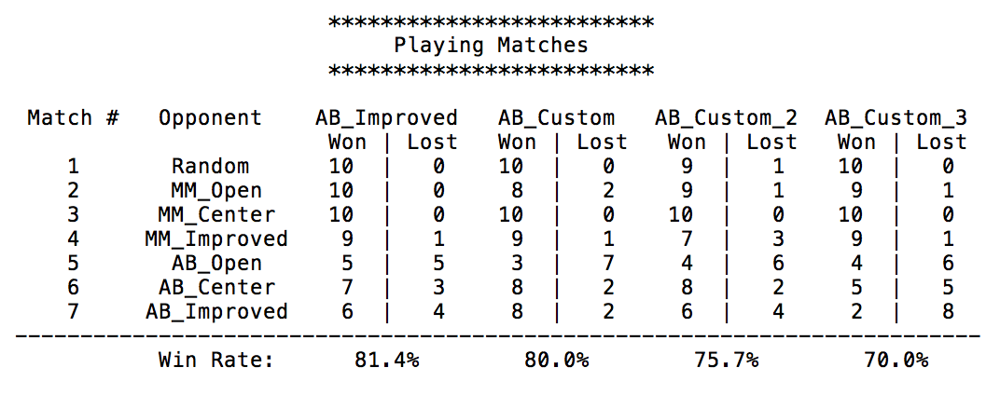 *************************
Playing Matches
*************************
Match #   Opponent    AB_Improved   AB_Custom   AB_Custom_2  AB_Custom_3
Won | Lost   Won | Lost   Won | Lost   Won | Lost
1       Random      10  |   0    10  |   0     9  |   1    10  |   0
2       MM_Open     10  |   0     8  |   2     9  |   1     9  |   1
3      MM_Center    10  |   0    10  |   0    10  |   0    10  |   0
4     MM_Improved    9  |   1     9  |   1     7  |   3     9  |   1
5       AB_Open      5  |   5     3  |   7     4  |   6     4  |   6
6      AB_Center     7  |   3     8  |   2     8  |   2     5  |   5
7     AB_Improved    6  |   4     8  |   2     6  |   4     2  |   8
--------------------------------------------------------------------------
Win Rate:      81.4%        80.0%        75.7%        70.0%